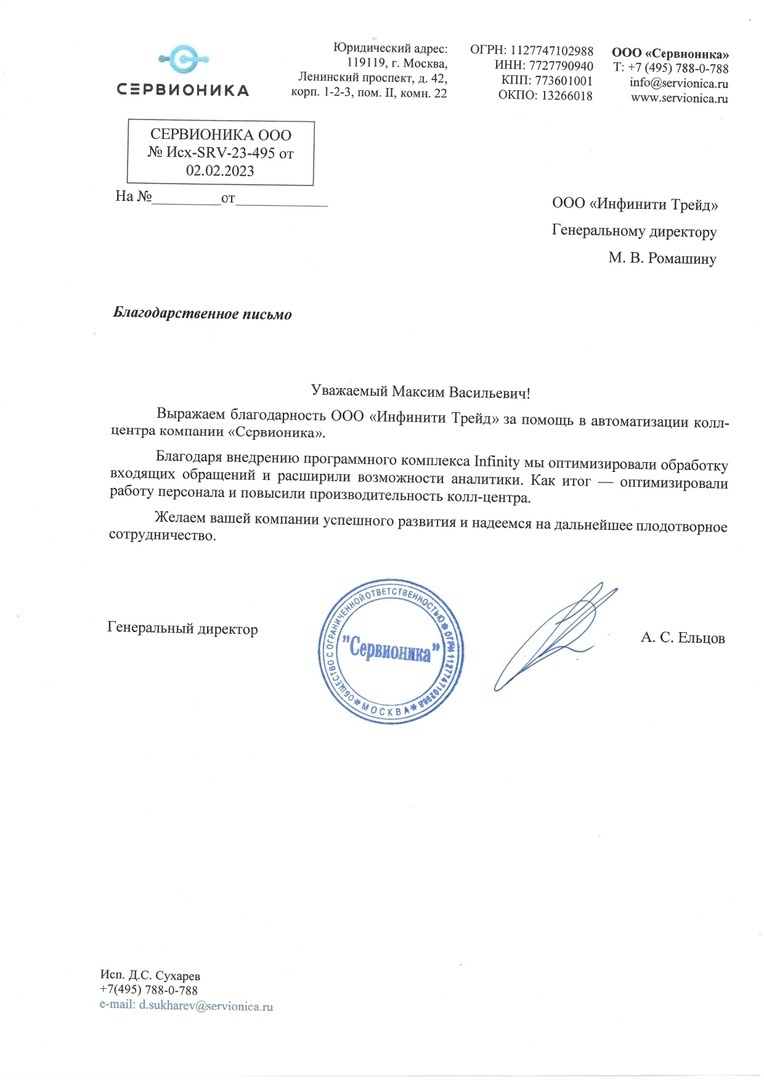 СЕРВИОНИКА
Юридический адрес:
119119, г. Москва,
Ленинский проспект, д. 42,
корп. 1-2-3, пом. II, комн. 22
ОГРН: 1127747102988
ИНН: 7727790940
КПП: 773601001
ОКПО: 13266018
ООО «Сервионика»
Т: +7 (495) 788-0-788
info@servionica.ru
www.servionica.ru
СЕРВИОНИКА ООО
№ Исх-SRV-23-495 от
02.02.2023
На №_________от____________
ООО «Инфинити Трейд»
Генеральному директору
М. В. Ромашину
Благодарственное письмо
Уважаемый Максим Васильевич!
Выражаем благодарность ООО «Инфинити Трейд» за помощь в автоматизации колл-
центра компании «Сервионика».
Благодаря внедрению программного комплекса Infinity мы оптимизировали обработку
входящих обращений и расширили возможности аналитики. Как итог — оптимизировали
работу персонала и повысили производительность колл-центра.
Желаем вашей компании успешного развития и надеемся на дальнейшее плодотворное
сотрудничество.
Генеральный директор
ОБЩЕСТВО С ОГРАНИЧЕННОЙ ОТВЕТСТВЕННОСТЬЮ * ОГРН 1127747102988 * МОСКВА *
"Сервионика"
А. С. Ельцов
Исп. Д.С. Сухарев
+7(495) 788-0-788
e-mail: d.sukharev@servionica.ru